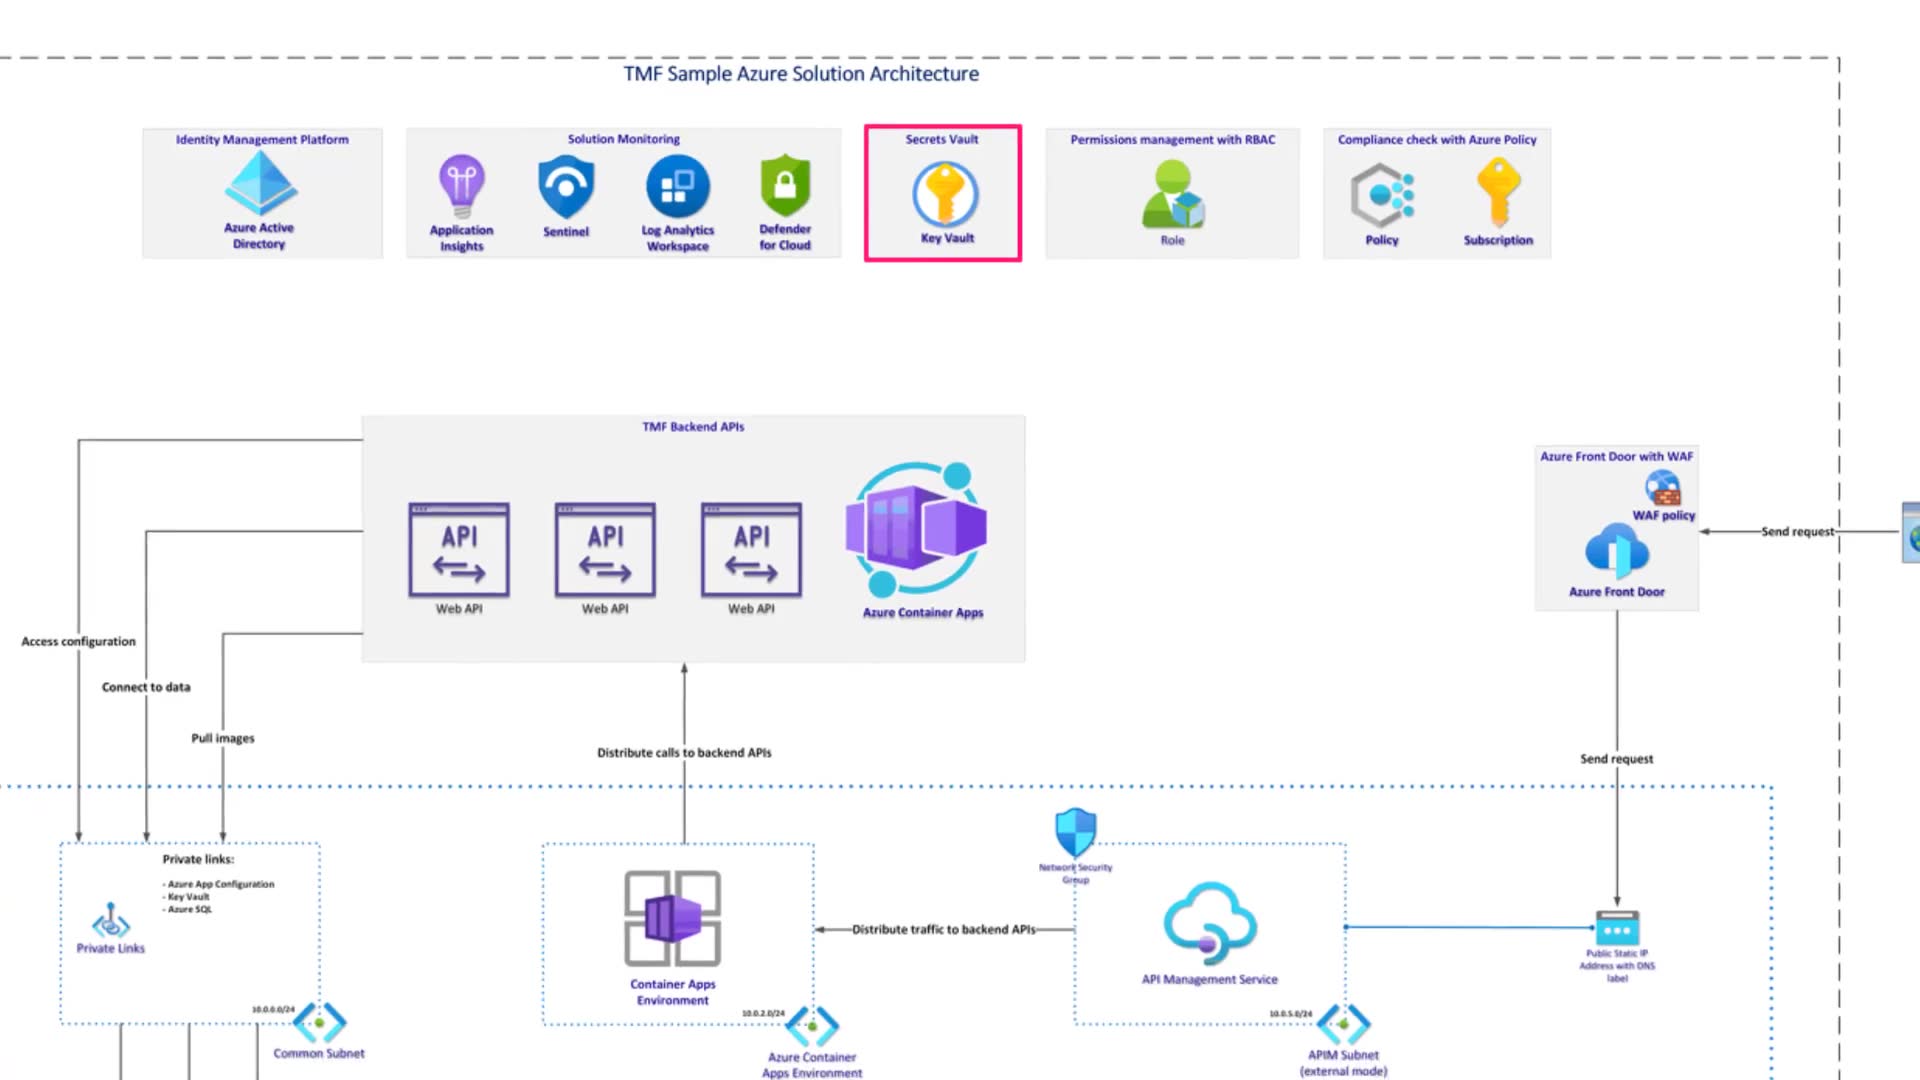 TMF Sample Azure Solution Architecture
Identity Management Platform
Azure Active
Directory
Solution Monitoring
Application
Insights
Sentinel
Log Analytics
Workspace
Defender
for Cloud
Secrets Vault
Key Vault
Permissions management with RBAC
Role
Compliance check with Azure Policy
Policy
Subscription
TMF Backend APIs
API
Web API
API
Web API
API
Web API
Azure Container Apps
Azure Front Door with WAF
WAF policy
Azure Front Door
Send request
Access configuration
Connect to data
Pull images
Distribute calls to backend APIs
Send request
Private links:
- Azure App Configuration
- Key Vault
- Azure SQL
Private Links
10.0.0.0/24
Common Subnet
Container Apps
Environment
10.0.2.0/24
Azure Container
Apps Environment
Distribute traffic to backend APIs
Network Security
Group
API Management Service
10.0.5.0/24
APIM Subnet
(external mode)
Public Static IP
Address with DNS
label